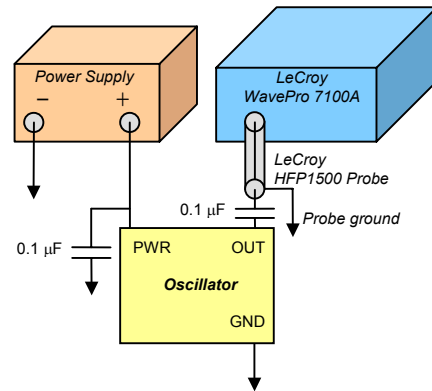 Power Supply
− +
LeCroy
WavePro 7100A
LeCroy
HFP1500 Probe
0.1 μF
Probe ground
0.1 μF
PWR OUT
Oscillator
GND